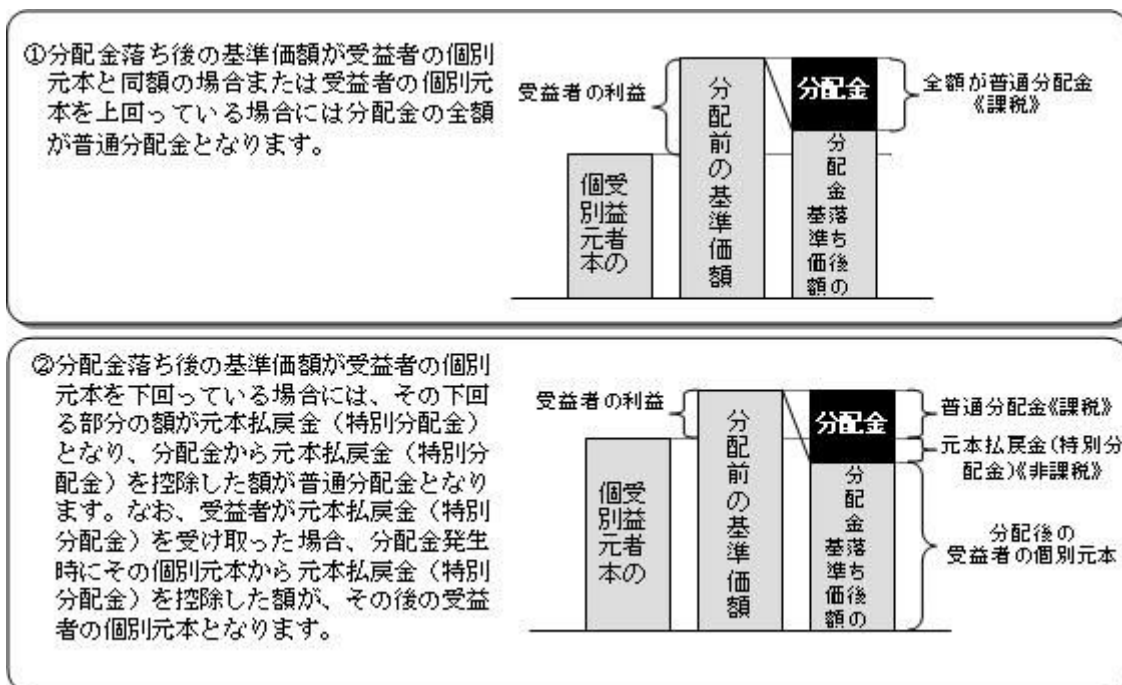 ①分配金落ち後の基準価額が受益者の個別
元本と同額の場合または受益者の個別元
本を上回っている場合には分配金の全額
が普通分配金となります。
受益者の利益
受益者の
個別元本
分配前の基準価額
分配金
分配金落ち後の
基準価額
全額が普通分配金
《課税》
②分配金落ち後の基準価額が受益者の個別
元本を下回っている場合には、その下回
る部分の額が元本払戻金（特別分配金）
となり、分配金から元本払戻金（特別分
配金）を控除した額が普通分配金となり
ます。なお、受益者が元本払戻金（特別
分配金）を受け取った場合、分配金発生
時にその個別元本から元本払戻金（特別
分配金）を控除した額が、その後の受益
者の個別元本となります。
受益者の利益
受益者の
個別元本
分配前の基準価額
分配金
分配金落ち後の
基準価額
普通分配金《課税》
元本払戻金(特別分
配金)《非課税》
分配後の
受益者の個別元本